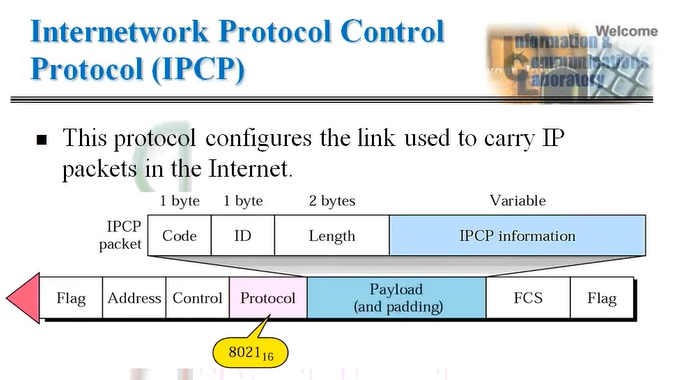 Internetwork Protocol Control
Protocol (IPCP)
Welcome
Information &
Communications
Laboratory
■ This protocol configures the link used to carry IP
packets in the Internet.
1 byte 1 byte 2 bytes Variable
IPCP
packet
Code ID Length IPCP information
Flag Address Control Protocol Payload
(and padding) FCS Flag
8021₁₆